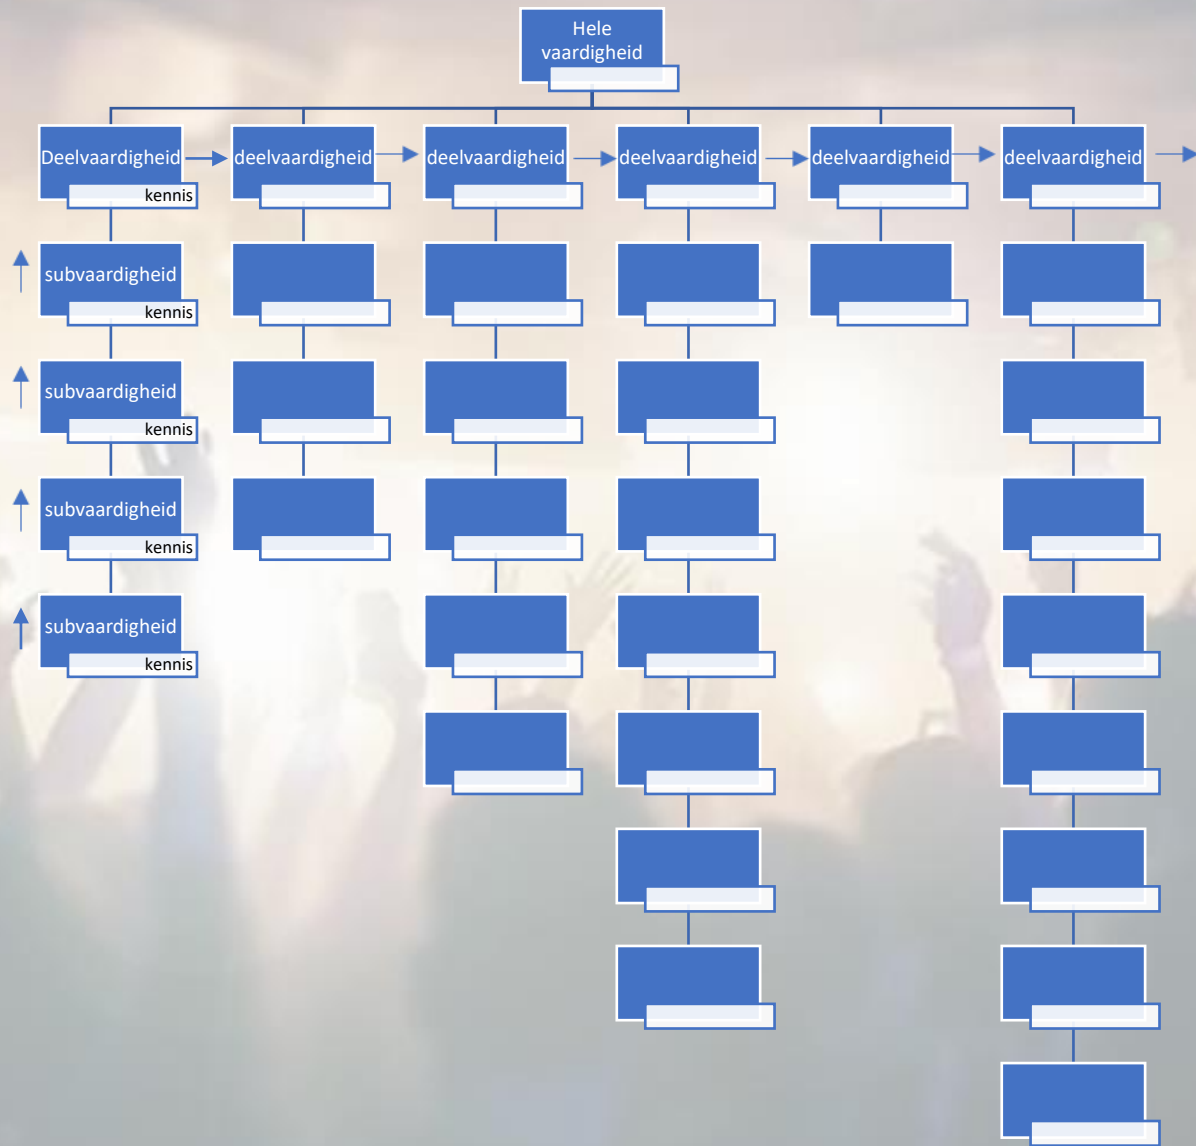 Hele
vaardigheid
Deelvaardigheid
deelvaardigheid
deelvaardigheid
deelvaardigheid
deelvaardigheid
deelvaardigheid
kennis
subvaardigheid
kennis
subvaardigheid
kennis
subvaardigheid
kennis
subvaardigheid
kennis